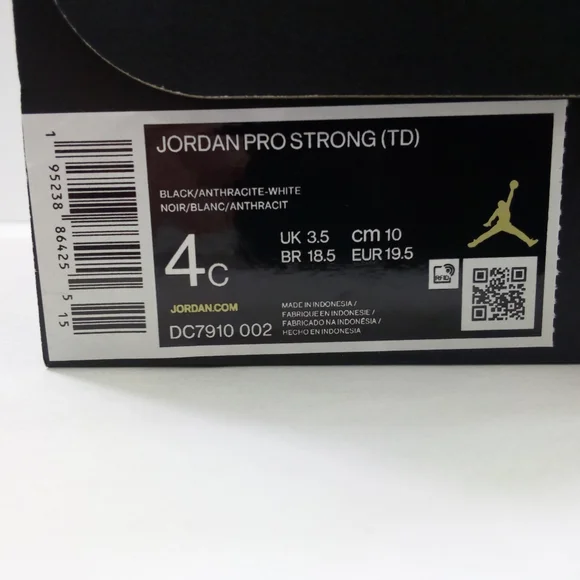 JORDAN PRO STRONG (TD)
BLACK/ANTHRACITE-WHITE
NOIR/BLANC/ANTHRACIT
4C
UK 3.5 cm 10
BR 18.5 EUR 19.5
JORDAN.COM
DC7910 002
MADE IN INDONESIA/
FABRIQUE EN INDONESIE/
FABRICADO NA INDONÉSIA/
HECHO EN INDONESIA
RFID
1 95238 86425 5 15